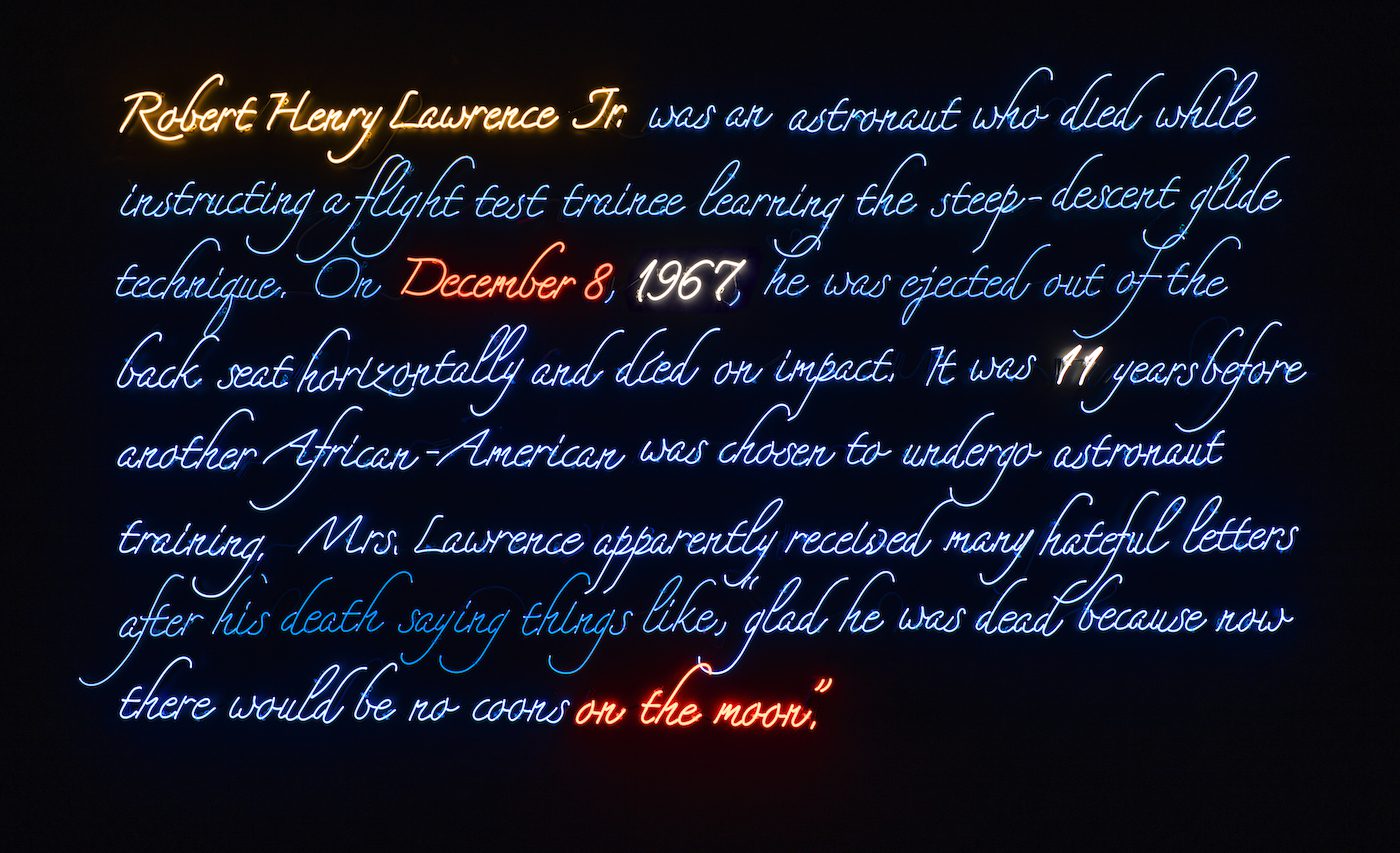 Robert Henry Lawrence Jr. was an astronaut who died while
instructing a flight test trainee learning the steep-descent glide
technique. On December 8, 1967, he was ejected out of the
back seat horizontally and died on impact. It was 11 years before
another African-American was chosen to undergo astronaut
training. Mrs. Lawrence apparently received many hateful letters
after his death saying things like, "glad he was dead because now
there would be no coons on the moon."